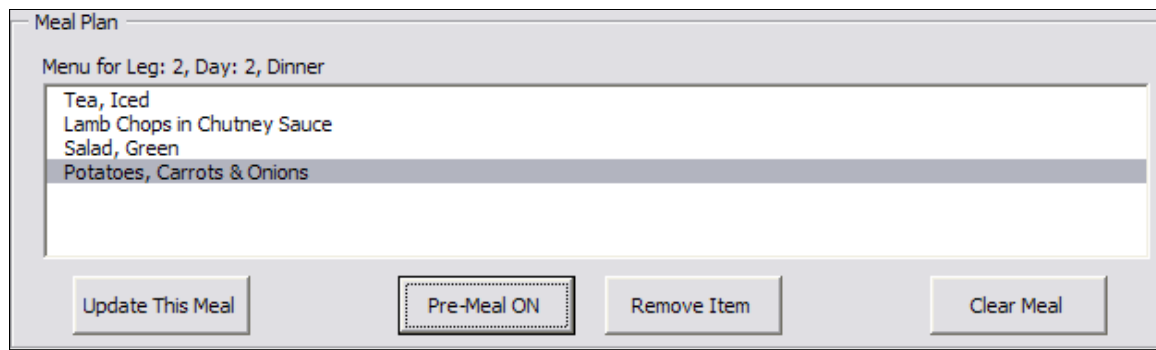 Meal Plan
Menu for Leg: 2, Day: 2, Dinner
Tea, Iced
Lamb Chops in Chutney Sauce
Salad, Green
Potatoes, Carrots & Onions
Update This Meal
Pre-Meal ON
Remove Item
Clear Meal